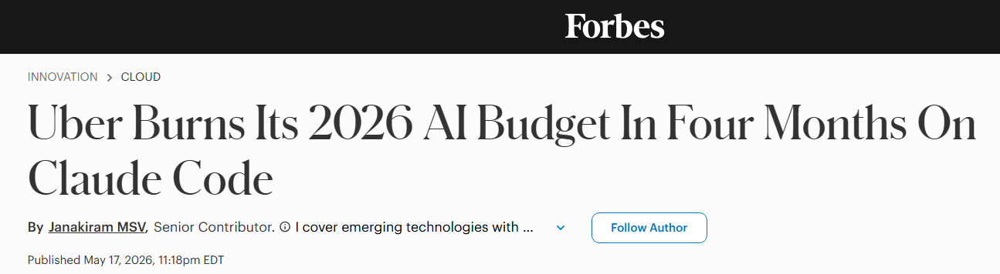 Forbes
INNOVATION > CLOUD
Uber Burns Its 2026 AI Budget In Four Months On
Claude Code
By Janakiram MSV, Senior Contributor. ⓘ I cover emerging technologies with ...
Follow Author
Published May 17, 2026, 11:18pm EDT